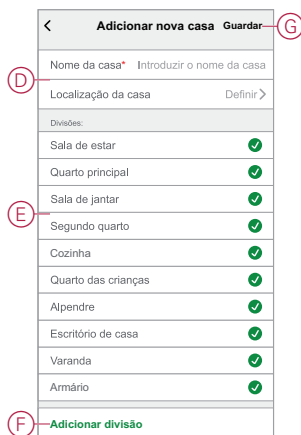 Adicionar nova casa Guardar G
Nome da casa* Introduzir o nome da casa
D
Localização da casa Definir
Divisões:
Sala de estar
Quarto principal
Sala de jantar
E
Segundo quarto
Cozinha
Quarto das crianças
Alpendre
Escritório de casa
Varanda
Armário
F Adicionar divisão